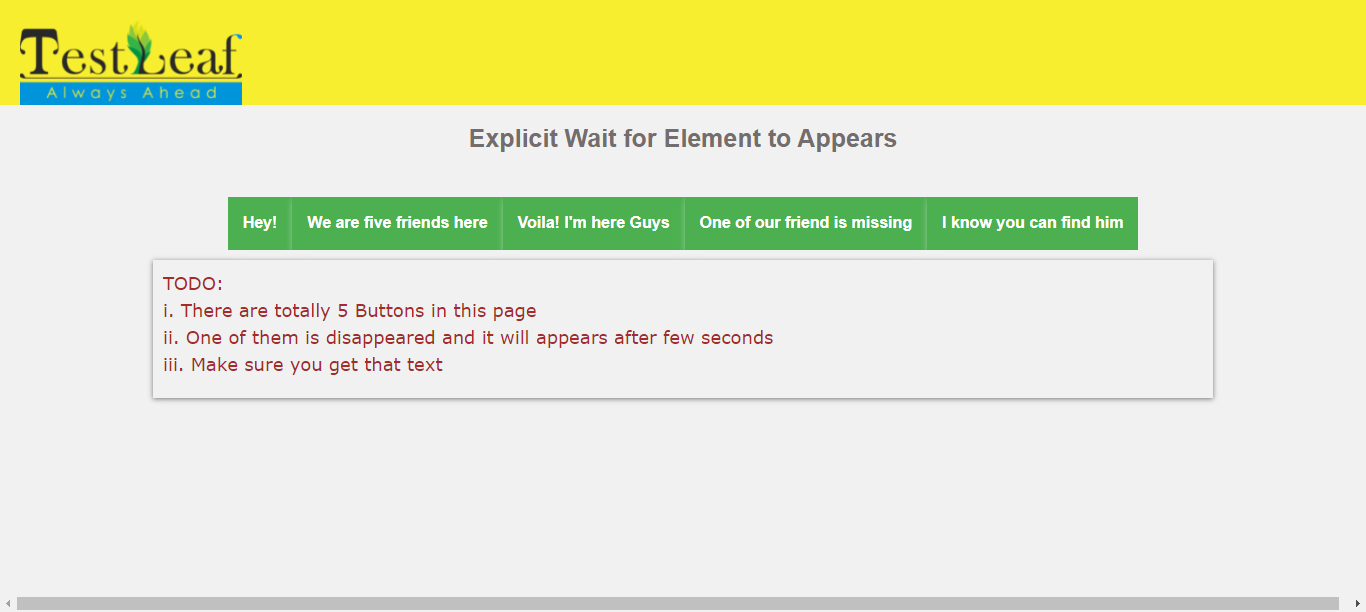 TestLeaf
Always Ahead
Explicit Wait for Element to Appears
Hey! We are five friends here Voila! I'm here Guys One of our friend is missing I know you can find him
TODO:
i. There are totally 5 Buttons in this page
ii. One of them is disappeared and it will appears after few seconds
iii. Make sure you get that text